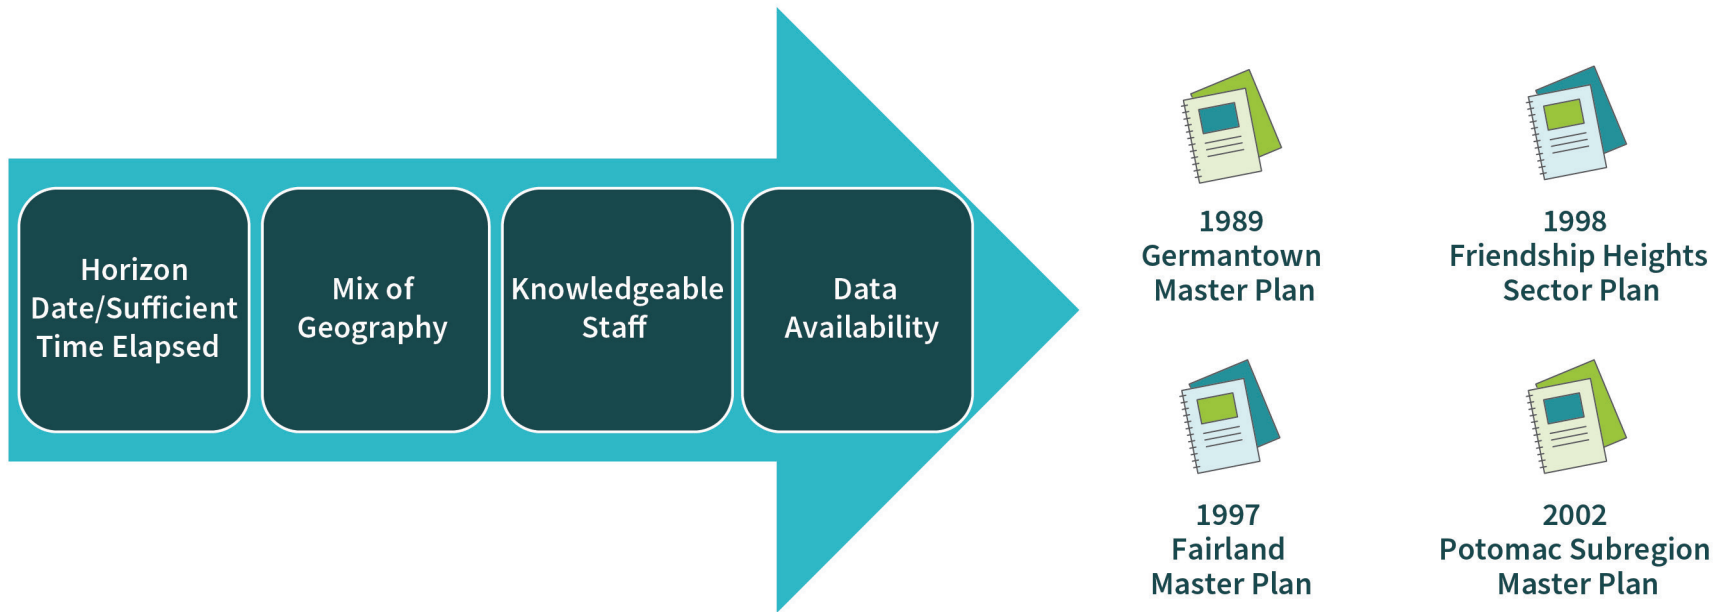 Horizon
Date/Sufficient
Time Elapsed
Mix of
Geography
Knowledgeable
Staff
Data
Availability
1989
Germantown
Master Plan
1998
Friendship Heights
Sector Plan
1997
Fairland
Master Plan
2002
Potomac Subregion
Master Plan